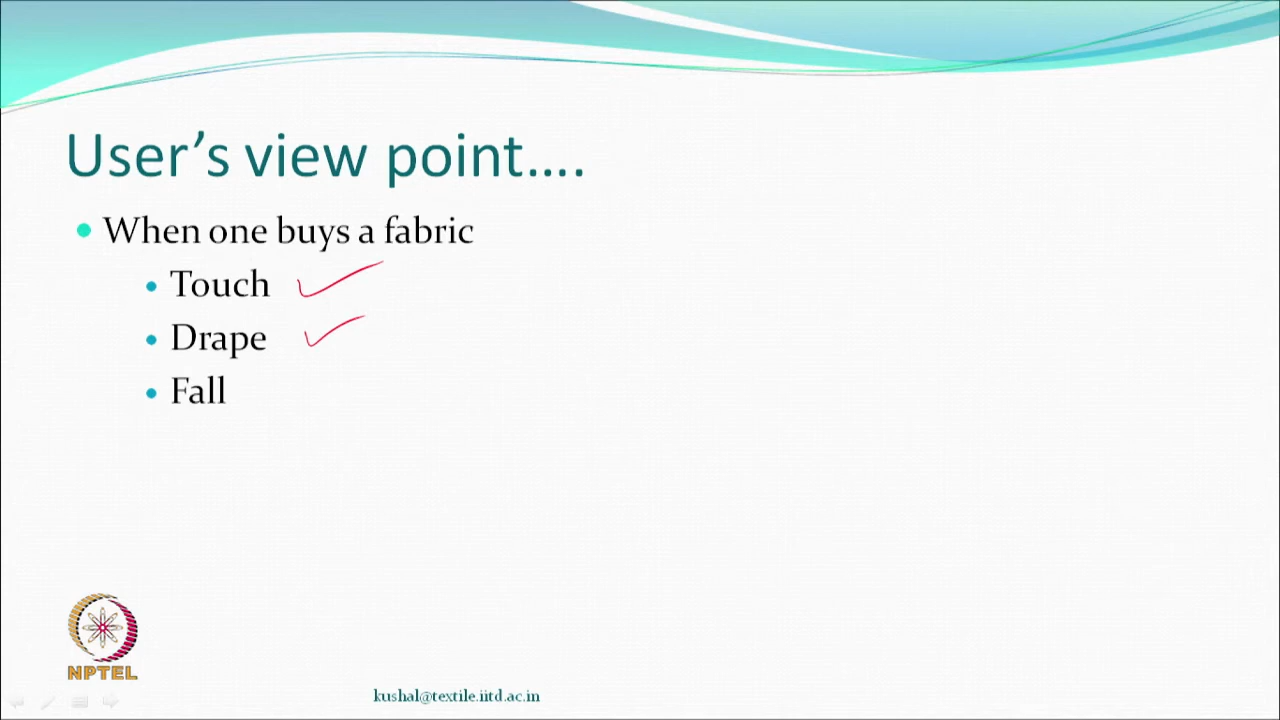 User's view point....
When one buys a fabric
Touch
Drape
Fall
NPTEL
kushal@textile.iitd.ac.in